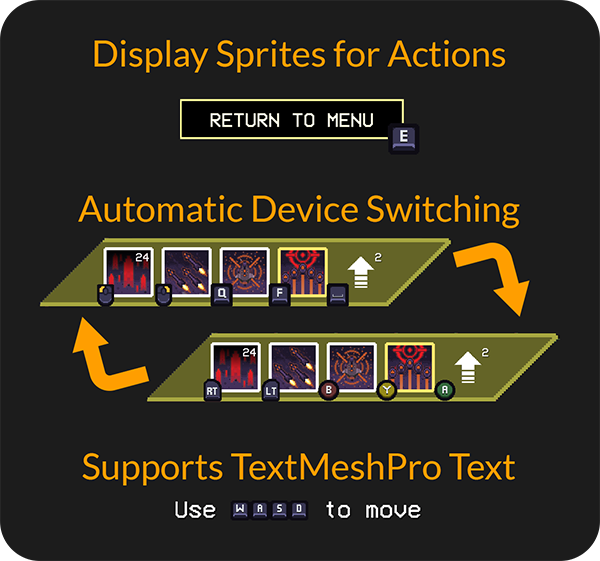 Display Sprites for Actions
RETURN TO MENU
E
Automatic Device Switching
24
2
Q F
24
2
RT LT B Y A
Supports TextMeshPro Text
Use W A S D to move